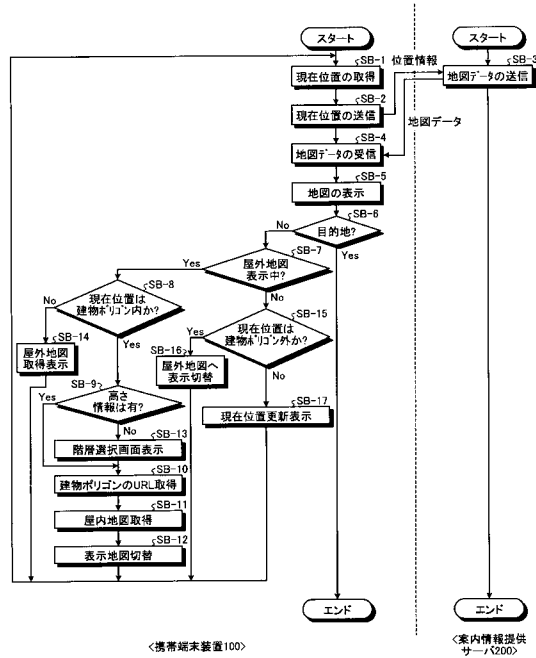 スタート
スタート
SB-1
位置情報
SB-3
現在位置の取得
地図データの送信
SB-2
現在位置の送信
地図データ
SB-4
地図データの受信
SB-5
地図の表示
SB-6
目的地?
No
Yes
SB-7
屋外地図
表示中?
Yes
No
SB-8
現在位置は
建物ポリゴン内か?
No
Yes
SB-15
現在位置は
建物ポリゴン外か?
Yes
No
SB-14
屋外地図
取得表示
SB-16
屋外地図へ
表示切替
SB-9
高さ
情報は有?
Yes
No
SB-17
現在位置更新表示
SB-13
階層選択画面表示
SB-10
建物ポリゴンのURL取得
SB-11
屋内地図取得
SB-12
表示地図切替
エンド
エンド
<携帯端末装置100>
<案内情報提供
サーバ200>